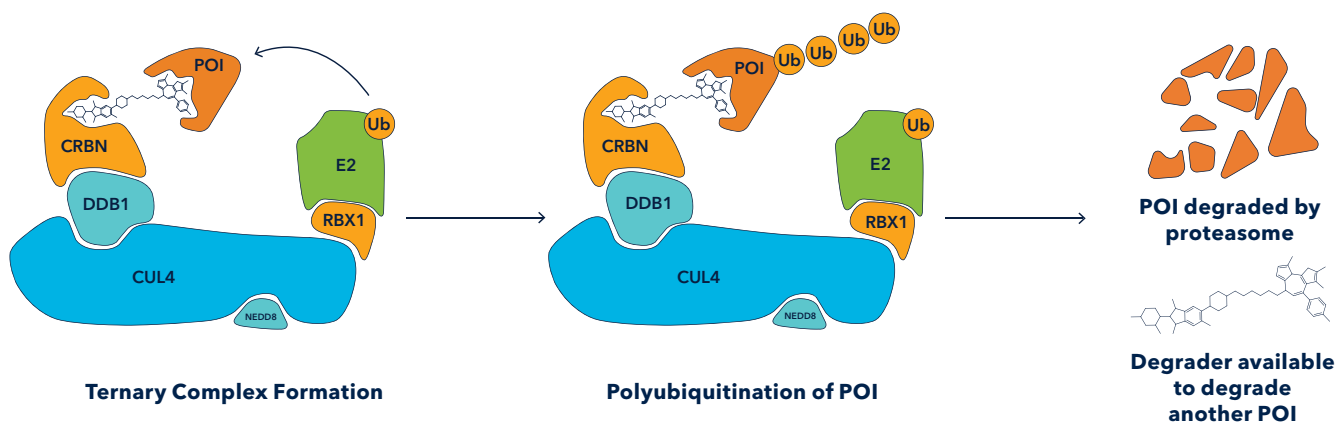 POI
Ub
CRBN
E2
DDB1
RBX1
CUL4
NEDD8
Ternary Complex Formation
Ub
Ub
Ub
Ub
POI
Ub
CRBN
E2
DDB1
RBX1
CUL4
NEDD8
Polyubiquitination of POI
POI degraded by
proteasome
Degrader available
to degrade
another POI